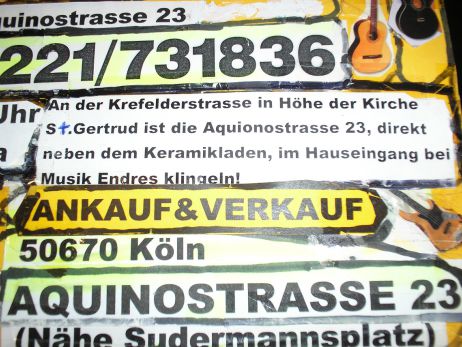 quinostrasse 23
221/731836
Uhr
An der Krefelderstrasse in Höhe der Kirche
St.Gertrud ist die Aquionostrasse 23, direkt
a
neben dem Keramikladen, im Hauseingang bei
Musik Endres klingeln!
ANKAUF&VERKAUF
50670 Köln
AQUINOSTRASSE 23
(Nähe Sudermannsplatz)